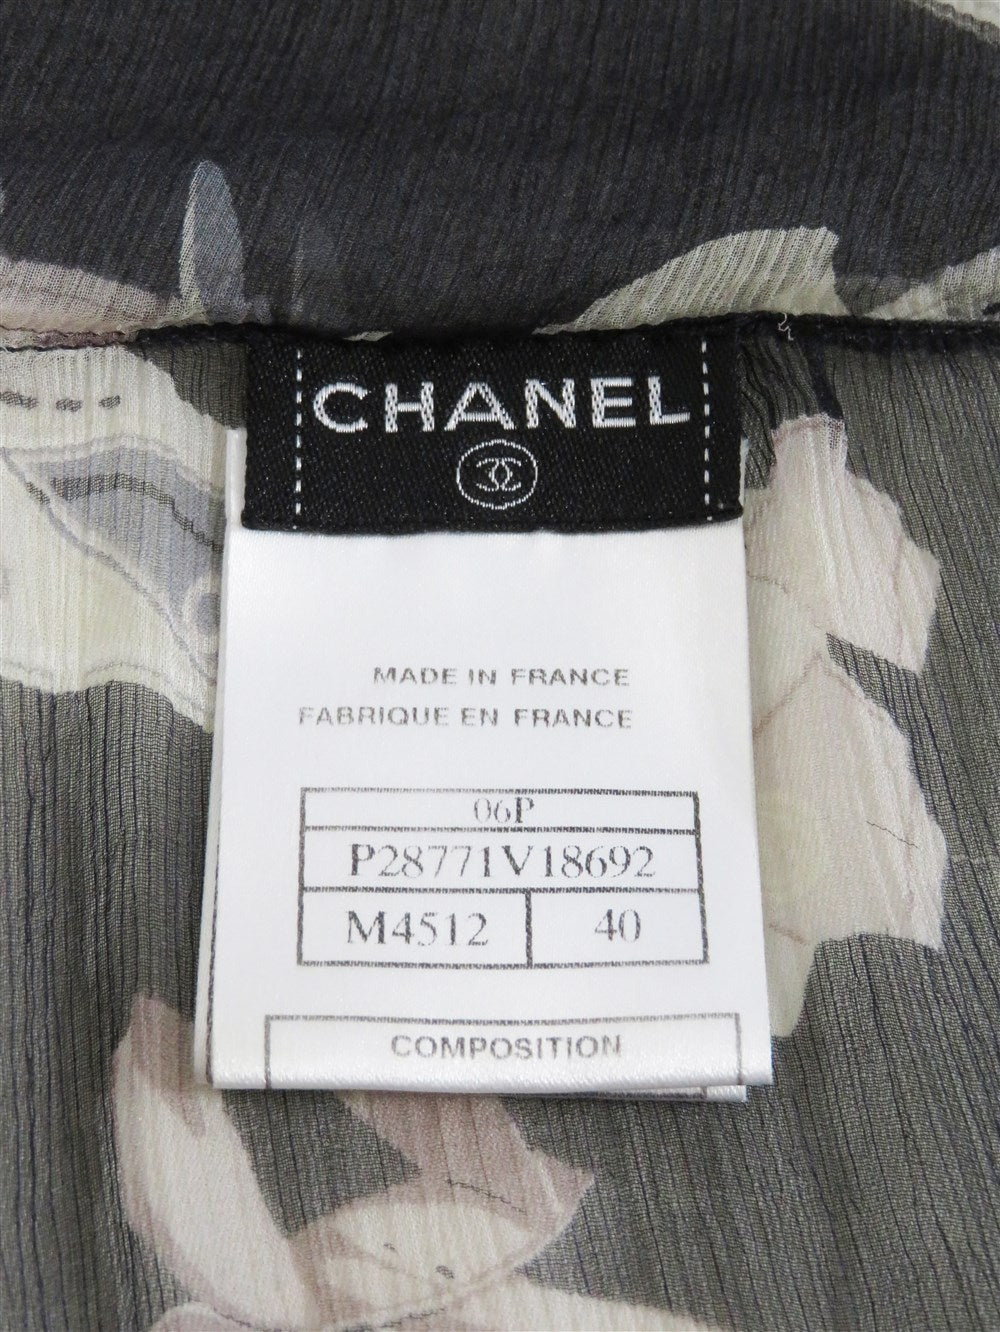 CHANEL
MADE IN FRANCE
FABRIQUE EN FRANCE
06P
P28771V18692
M4512 40
COMPOSITION